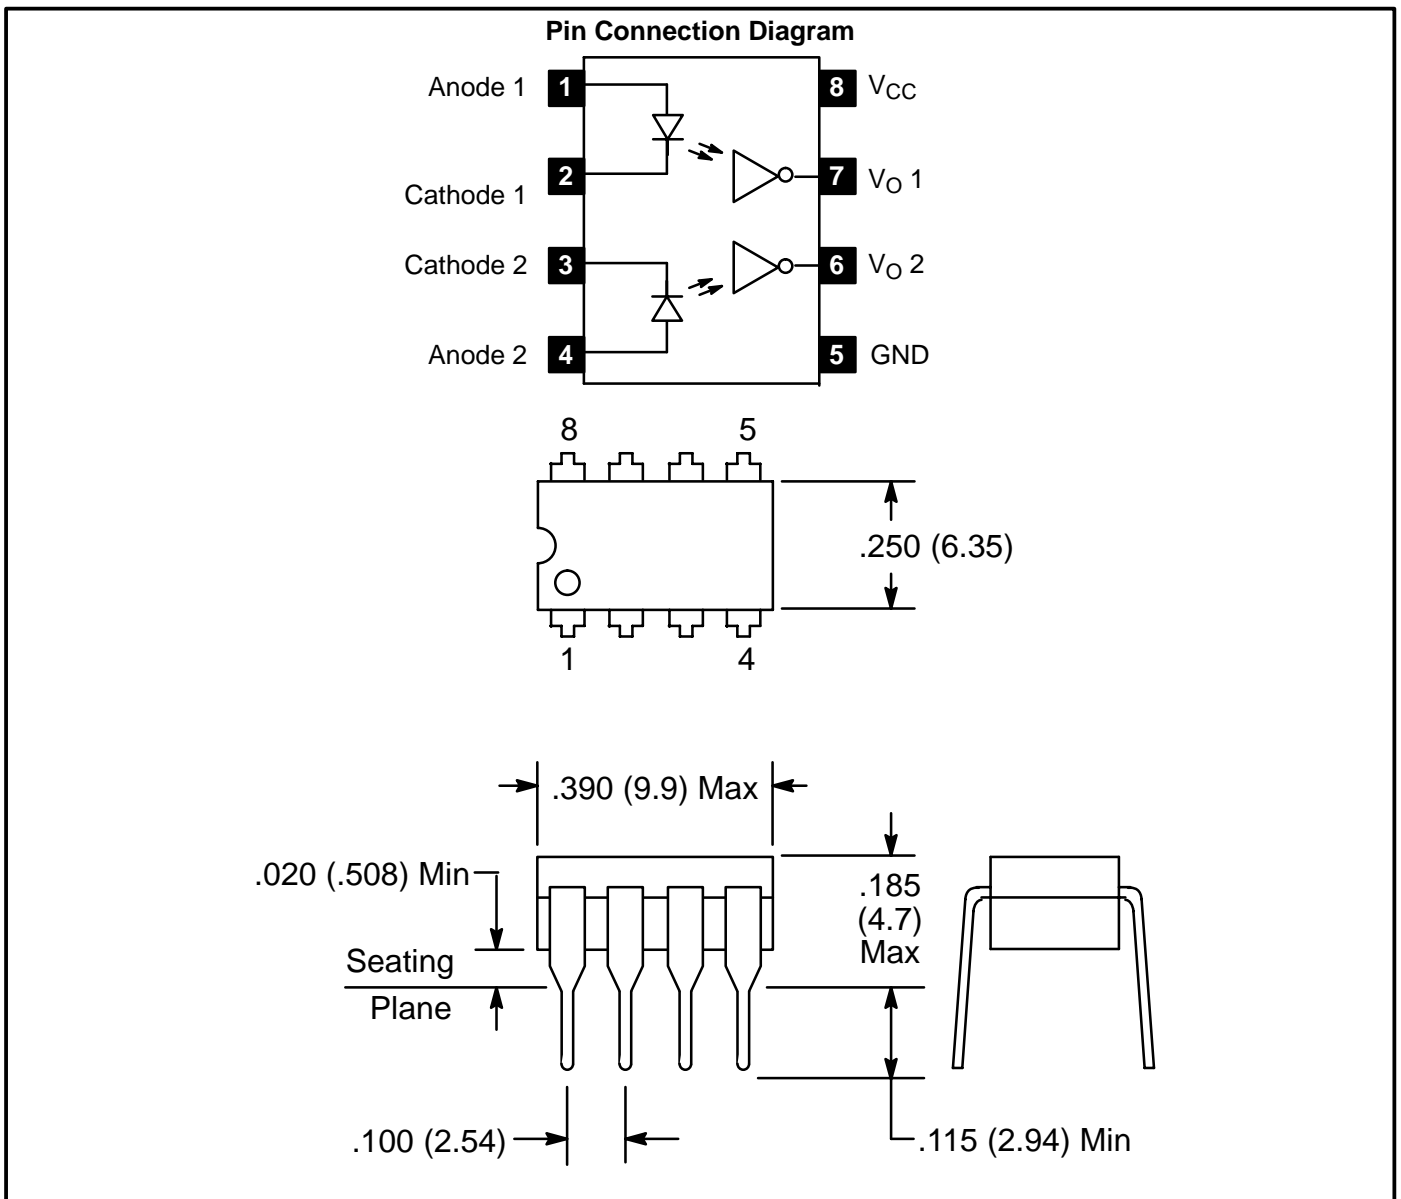 Pin Connection Diagram
Anode 1 1 8 VCC
Cathode 1 2 7 VO 1
Cathode 2 3 6 VO 2
Anode 2 4 5 GND
8 5
.250 (6.35)
1 4
.390 (9.9) Max
.020 (.508) Min
.185
(4.7)
Max
Seating
Plane
.100 (2.54)
.115 (2.94) Min